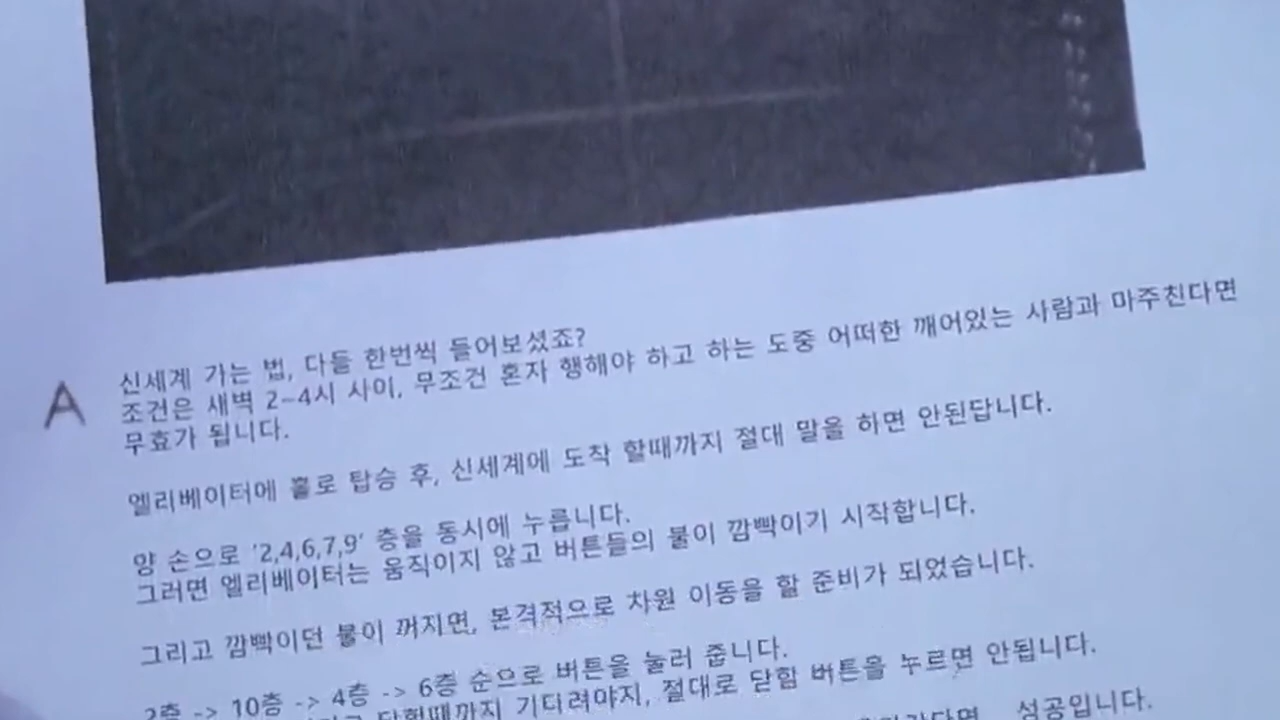 A
신세계 가는 법, 다들 한번씩 들어보셨죠?
조건은 새벽 2-4시 사이, 무조건 혼자 행해야 하고 하는 도중 어떠한 깨어있는 사람과 마주친다면
무효가 됩니다.
엘리베이터에 홀로 탑승 후, 신세계에 도착 할때까지 절대 말을 하면 안된답니다.
양 손으로 '2,4,6,7,9' 층을 동시에 누릅니다.
그러면 엘리베이터는 움직이지 않고 버튼들의 불이 깜빡이기 시작합니다.
그리고 깜빡이던 불이 꺼지면, 본격적으로 차원 이동을 할 준비가 되었습니다.
2층 -> 10층 -> 4층 -> 6층 순으로 버튼을 눌러 줍니다.
닫힐때까지 기다려야지, 절대로 닫힘 버튼을 누르면 안됩니다.
성공입니다.